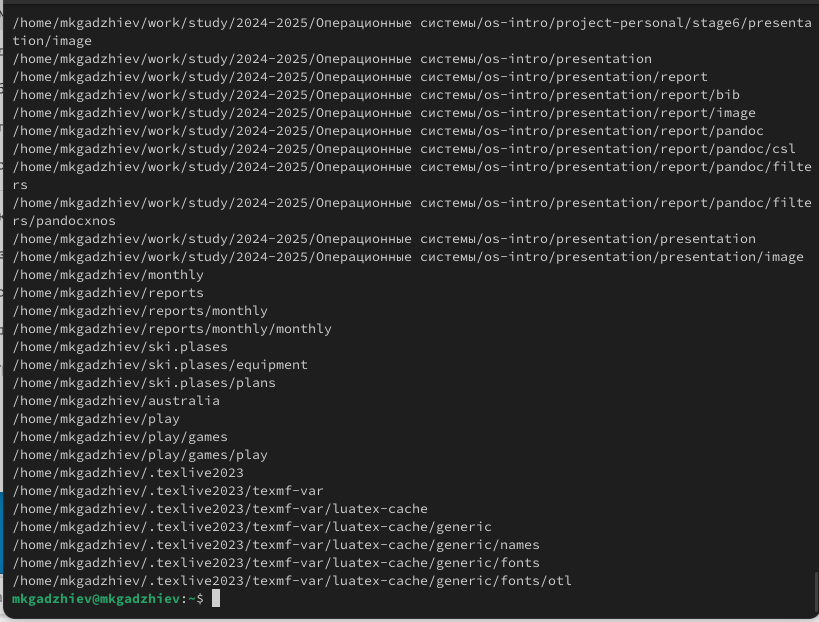 /home/mkgadzhiev/work/study/2024-2025/Операционные системы/os-intro/project-personal/stage6/presenta
tion/image
/home/mkgadzhiev/work/study/2024-2025/Операционные системы/os-intro/presentation
/home/mkgadzhiev/work/study/2024-2025/Операционные системы/os-intro/presentation/report
/home/mkgadzhiev/work/study/2024-2025/Операционные системы/os-intro/presentation/report/bib
/home/mkgadzhiev/work/study/2024-2025/Операционные системы/os-intro/presentation/report/image
/home/mkgadzhiev/work/study/2024-2025/Операционные системы/os-intro/presentation/report/pandoc
/home/mkgadzhiev/work/study/2024-2025/Операционные системы/os-intro/presentation/report/pandoc/csl
/home/mkgadzhiev/work/study/2024-2025/Операционные системы/os-intro/presentation/report/pandoc/filte
rs
/home/mkgadzhiev/work/study/2024-2025/Операционные системы/os-intro/presentation/report/pandoc/filte
rs/pandocxnos
/home/mkgadzhiev/work/study/2024-2025/Операционные системы/os-intro/presentation/presentation
/home/mkgadzhiev/work/study/2024-2025/Операционные системы/os-intro/presentation/presentation/image
/home/mkgadzhiev/monthly
/home/mkgadzhiev/reports
/home/mkgadzhiev/reports/monthly
/home/mkgadzhiev/reports/monthly/monthly
/home/mkgadzhiev/ski.plases
/home/mkgadzhiev/ski.plases/equipment
/home/mkgadzhiev/ski.plases/plans
/home/mkgadzhiev/australia
/home/mkgadzhiev/play
/home/mkgadzhiev/play/games
/home/mkgadzhiev/play/games/play
/home/mkgadzhiev/.texlive2023
/home/mkgadzhiev/.texlive2023/texmf-var
/home/mkgadzhiev/.texlive2023/texmf-var/luatex-cache
/home/mkgadzhiev/.texlive2023/texmf-var/luatex-cache/generic
/home/mkgadzhiev/.texlive2023/texmf-var/luatex-cache/generic/names
/home/mkgadzhiev/.texlive2023/texmf-var/luatex-cache/generic/fonts
/home/mkgadzhiev/.texlive2023/texmf-var/luatex-cache/generic/fonts/otl
mkgadzhiev@mkgadzhiev:~$